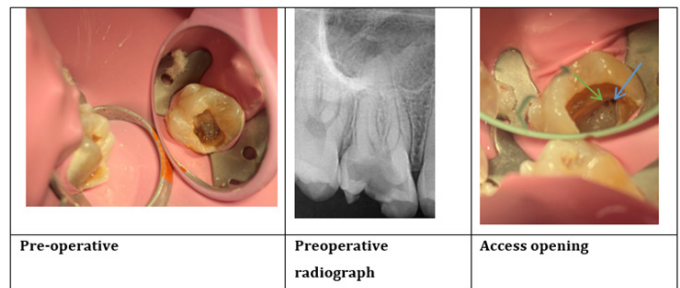 Pre-operative
Preoperative
radiograph
Access opening